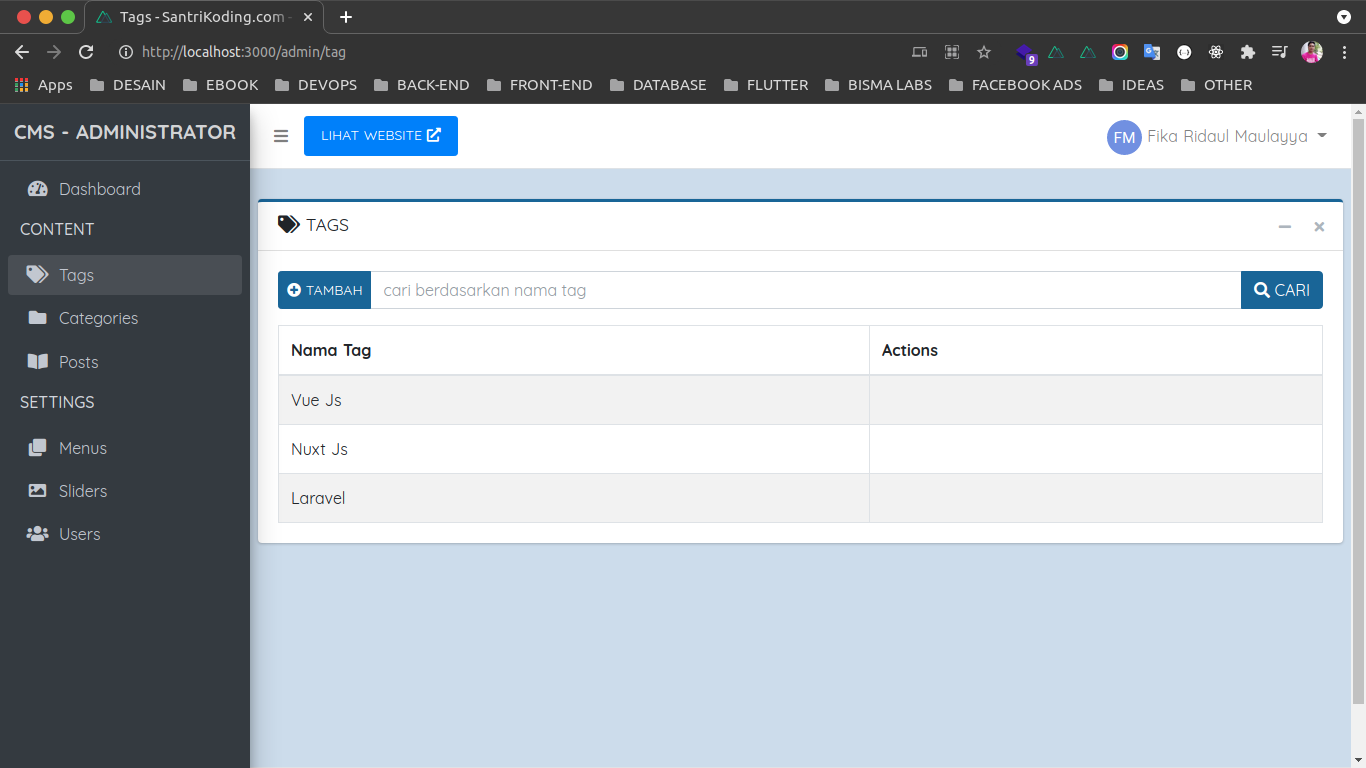 Tags - SantriKoding.com -
http://localhost:3000/admin/tag
9
Apps DESAIN EBOOK DEVOPS BACK-END FRONT-END DATABASE FLUTTER BISMA LABS FACEBOOK ADS IDEAS OTHER
CMS - ADMINISTRATOR
LIHAT WEBSITE
FM Fika Ridaul Maulayya
Dashboard
CONTENT
Tags
Categories
Posts
SETTINGS
Menus
Sliders
Users
TAGS
TAMBAH cari berdasarkan nama tag CARI
Nama Tag Actions
Vue Js
Nuxt Js
Laravel